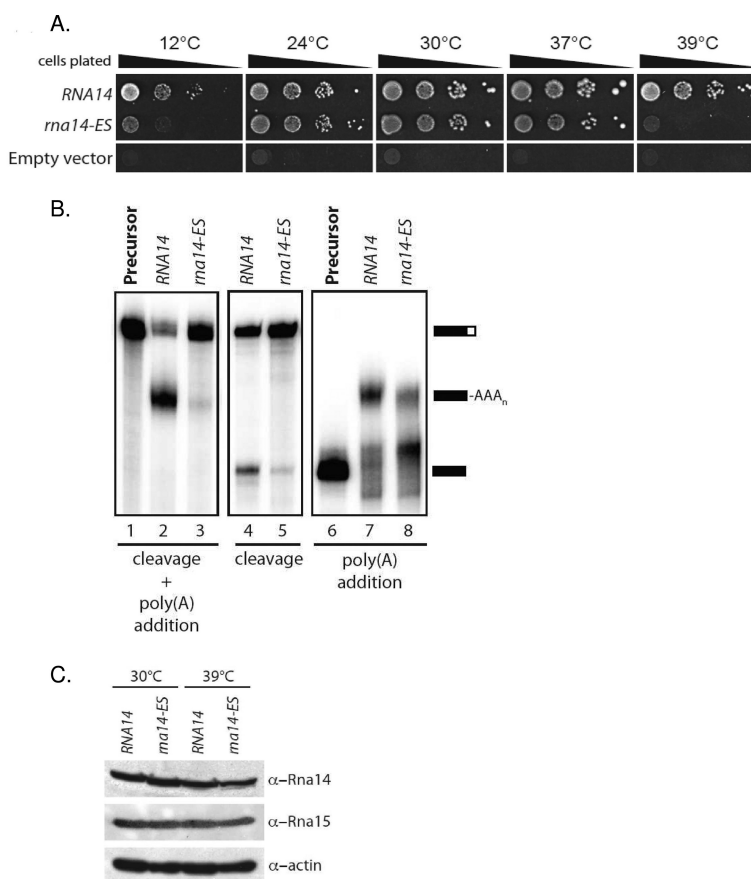 A.
12°C 24°C 30°C 37°C 39°C
cells plated
RNA14
rna14-ES
Empty vector
B.
Precursor RNA14 rna14-ES RNA14 rna14-ES Precursor RNA14 rna14-ES
-AAAn
1 2 3 4 5 6 7 8
cleavage + poly(A) addition
cleavage
poly(A) addition
C.
30°C 39°C
RNA14 rna14-ES RNA14 rna14-ES
α–Rna14
α–Rna15
α–actin